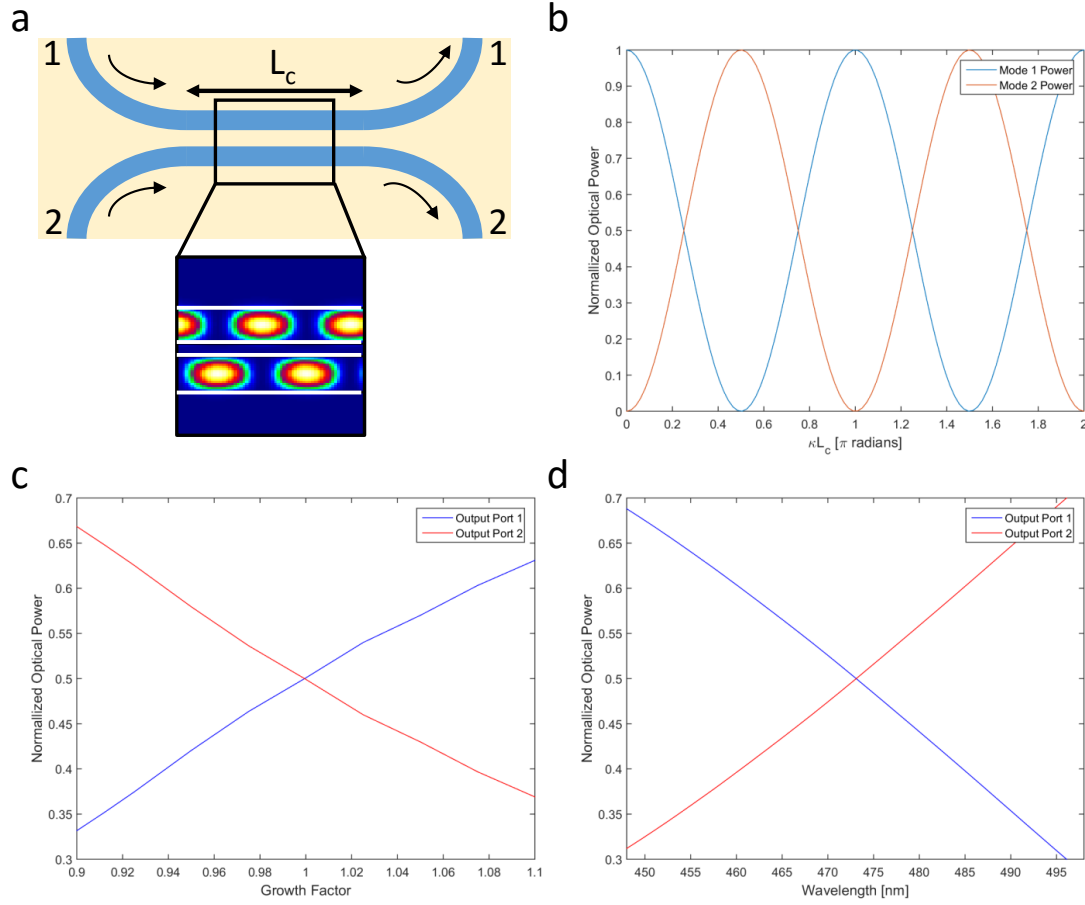 a
1
1
L_c
2
2
b
Mode 1 Power
Mode 2 Power
Normallized Optical Power
1
0.9
0.8
0.7
0.6
0.5
0.4
0.3
0.2
0.1
0
0 0.2 0.4 0.6 0.8 1 1.2 1.4 1.6 1.8 2
κL_c [π radians]
c
Output Port 1
Output Port 2
Normallized Optical Power
0.7
0.65
0.6
0.55
0.5
0.45
0.4
0.35
0.3
0.9 0.92 0.94 0.96 0.98 1 1.02 1.04 1.06 1.08 1.1
Growth Factor
d
Output Port 1
Output Port 2
Normallized Optical Power
0.7
0.65
0.6
0.55
0.5
0.45
0.4
0.35
0.3
450 455 460 465 470 475 480 485 490 495
Wavelength [nm]